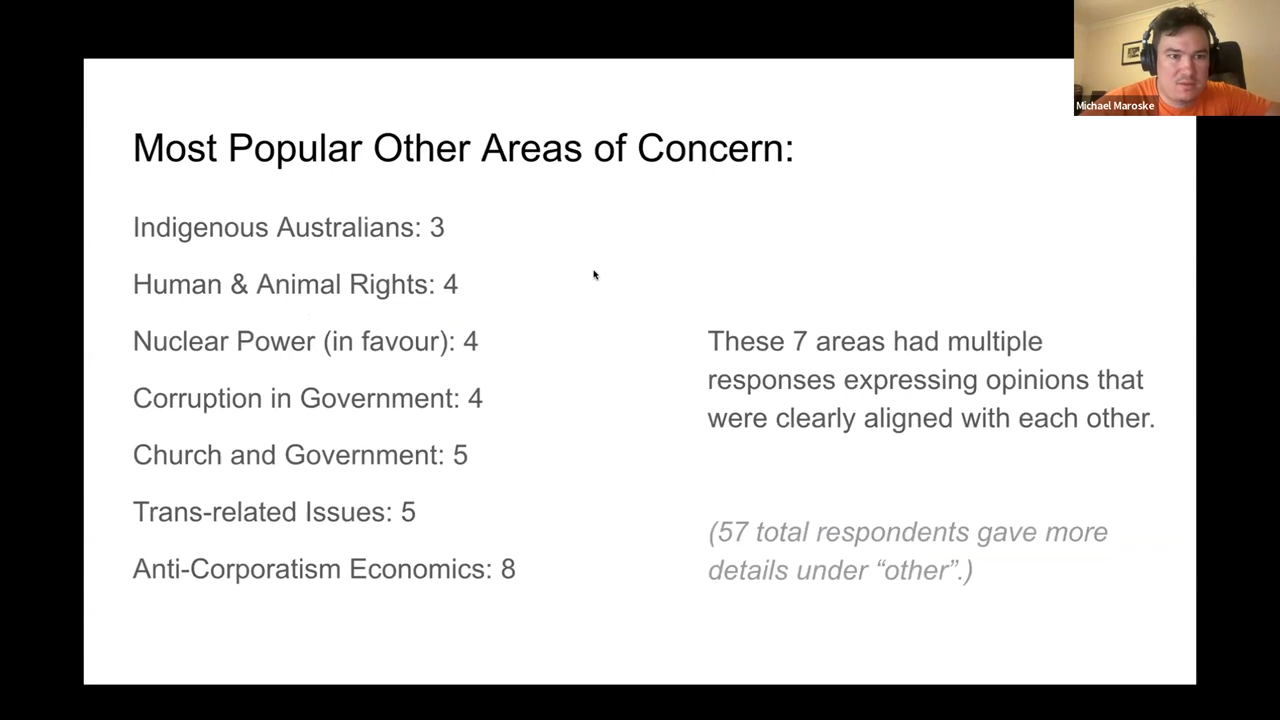 Michael Maroske
Most Popular Other Areas of Concern:
Indigenous Australians: 3
Human & Animal Rights: 4
Nuclear Power (in favour): 4
Corruption in Government: 4
Church and Government: 5
Trans-related Issues: 5
Anti-Corporatism Economics: 8
These 7 areas had multiple
responses expressing opinions that
were clearly aligned with each other.
(57 total respondents gave more
details under “other”.)